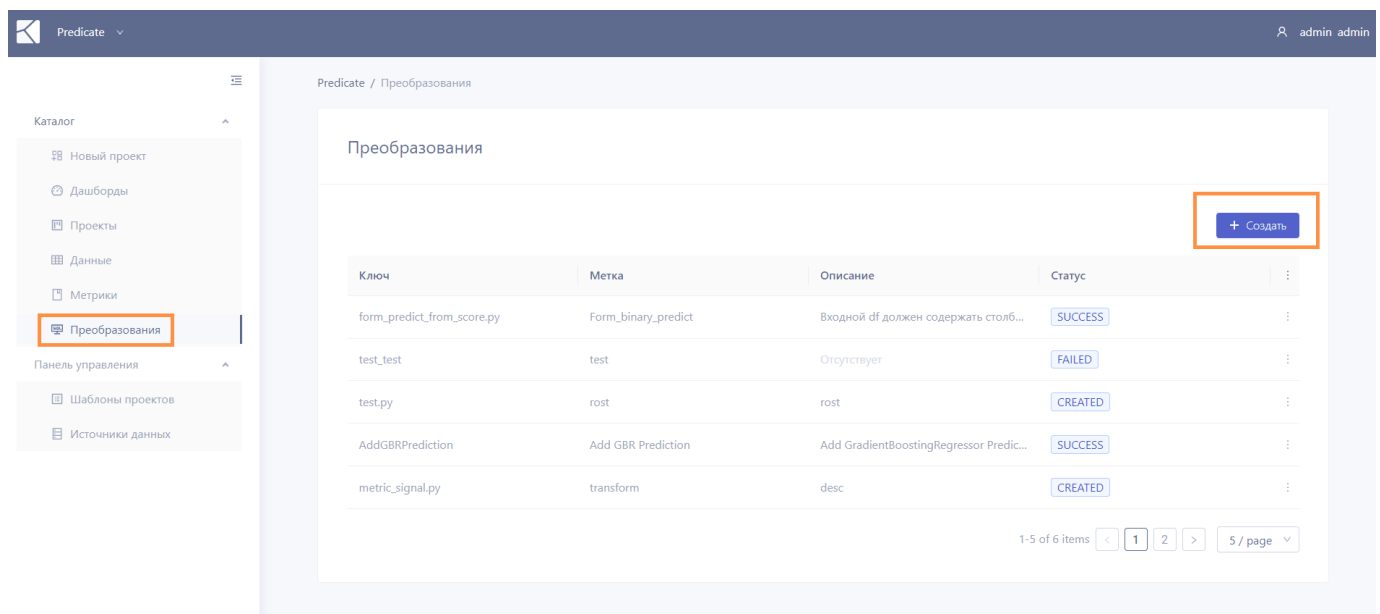 Predicate
admin admin
Predicate / Преобразования
Каталог
Новый проект
Дашборды
Проекты
Данные
Метрики
Преобразования
Панель управления
Шаблоны проектов
Источники данных
Преобразования
+ Создать
Ключ Метка Описание Статус
form_predict_from_score.py Form_binary_predict Входной df должен содержать столб... SUCCESS
test_test test Отсутствует FAILED
test.py rost rost CREATED
AddGBRPrediction Add GBR Prediction Add GradientBoostingRegressor Predic... SUCCESS
metric_signal.py transform desc CREATED
1-5 of 6 items < 1 2 > 5 / page